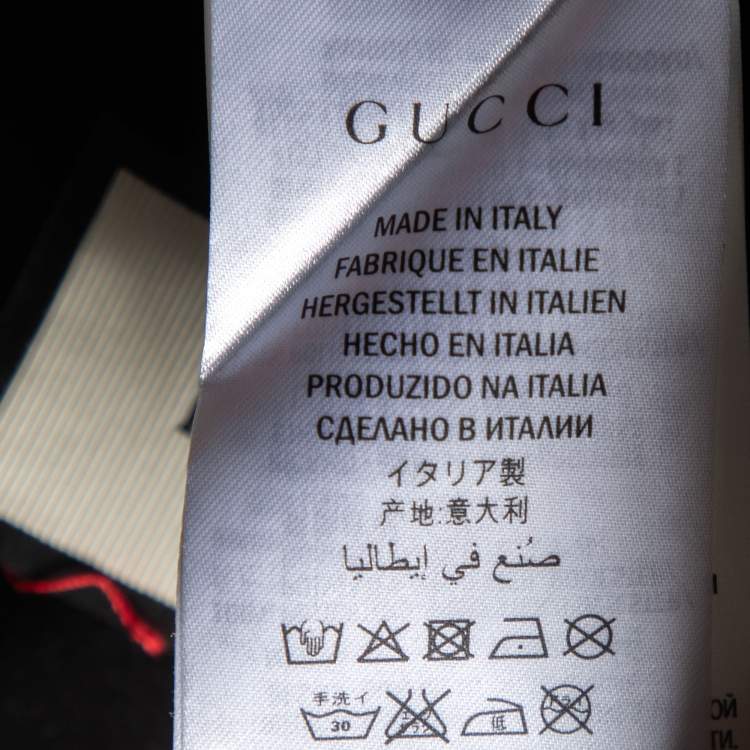 GUCCI
MADE IN ITALY
FABRIQUE EN ITALIE
HERGESTELLT IN ITALIEN
HECHO EN ITALIA
PRODUZIDO NA ITALIA
СДЕЛАНО В ИТАЛИИ
イタリア製
产地:意大利
صُنع في إيطاليا
手洗イ
30
低